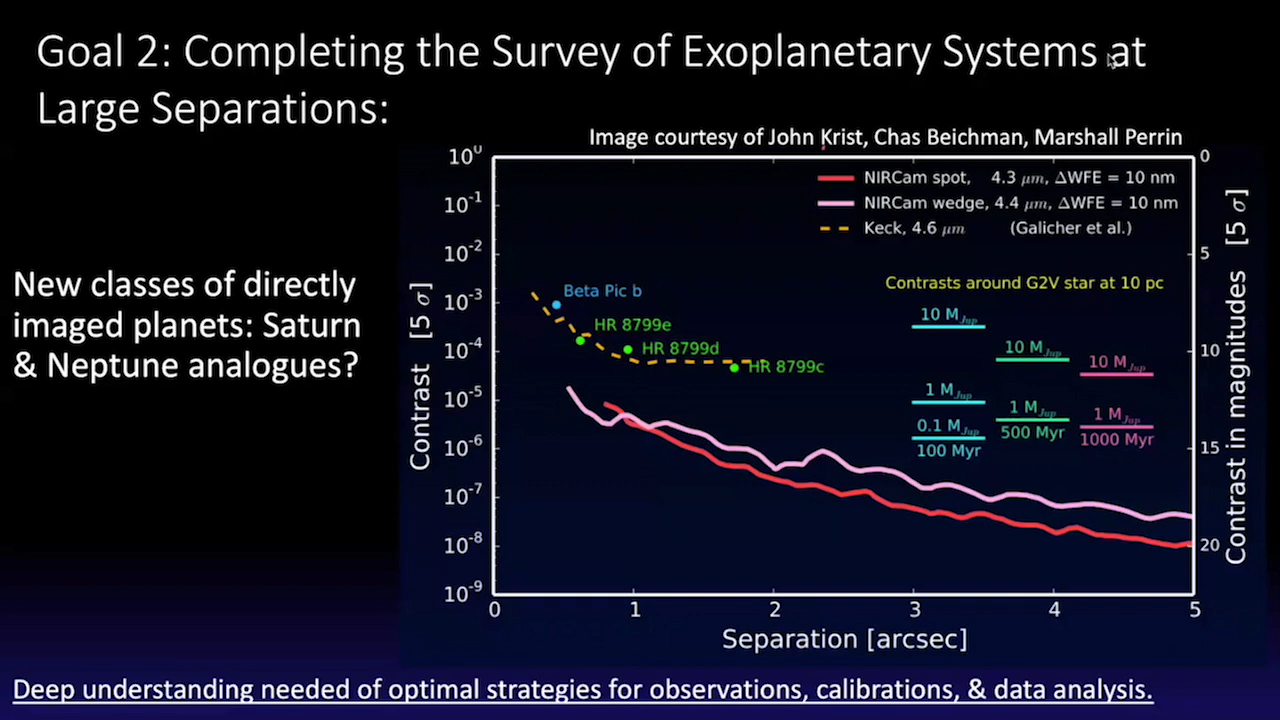 Goal 2: Completing the Survey of Exoplanetary Systems at
Large Separations:
Image courtesy of John Krist, Chas Beichman, Marshall Perrin
New classes of directly
imaged planets: Saturn
& Neptune analogues?
Contrast [5 σ]
10⁰
10⁻¹
10⁻²
10⁻³
10⁻⁴
10⁻⁵
10⁻⁶
10⁻⁷
10⁻⁸
10⁻⁹
NIRCam spot, 4.3 μm, ΔWFE = 10 nm
NIRCam wedge, 4.4 μm, ΔWFE = 10 nm
Keck, 4.6 μm (Galicher et al.)
Contrasts around G2V star at 10 pc
Beta Pic b
HR 8799e
HR 8799d
HR 8799c
10 M_Jup
1 M_Jup
0.1 M_Jup
100 Myr
10 M_Jup
1 M_Jup
500 Myr
10 M_Jup
1 M_Jup
1000 Myr
0
5
10
15
20
Contrast in magnitudes [5 σ]
0 1 2 3 4 5
Separation [arcsec]
Deep understanding needed of optimal strategies for observations, calibrations, & data analysis.